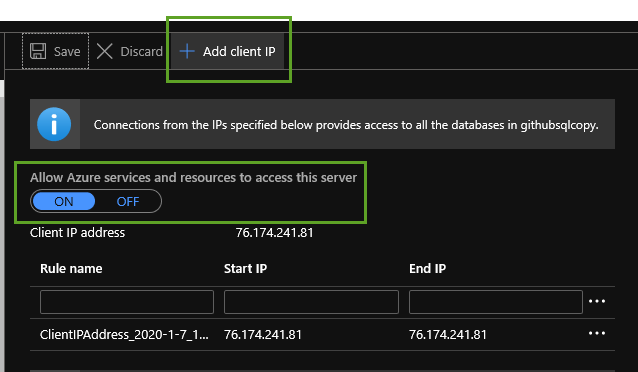 Save Discard + Add client IP
Connections from the IPs specified below provides access to all the databases in githubsqlcopy.
Allow Azure services and resources to access this server
ON OFF
Client IP address 76.174.241.81
Rule name Start IP End IP
ClientIPAddress_2020-1-7_1... 76.174.241.81 76.174.241.81